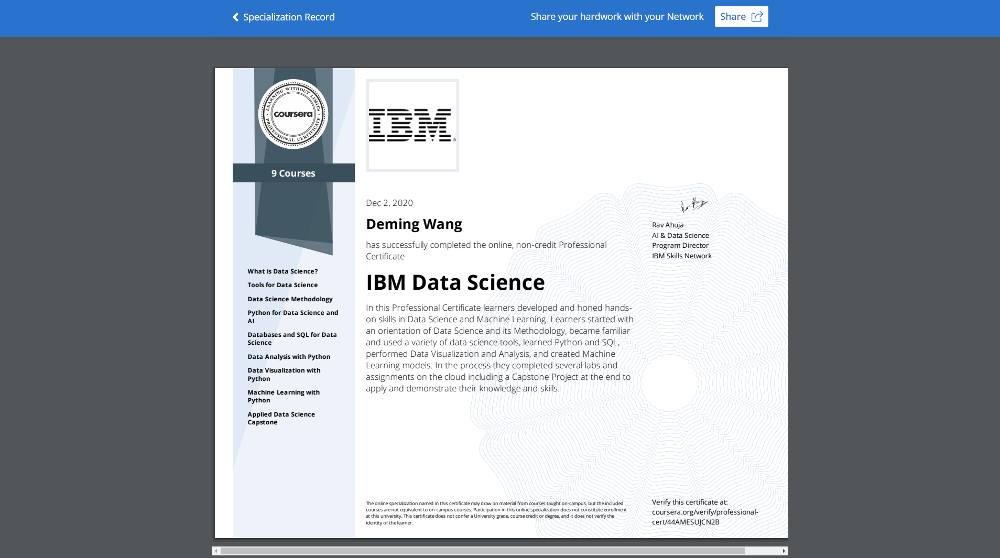 Specialization Record
Share your hardwork with your Network
Share
LEARNING WITHOUT LIMITS
coursera
PROFESSIONAL CERTIFICATE
9 Courses
What is Data Science?
Tools for Data Science
Data Science Methodology
Python for Data Science and
AI
Databases and SQL for Data
Science
Data Analysis with Python
Data Visualization with
Python
Machine Learning with
Python
Applied Data Science
Capstone
IBM®
Dec 2, 2020
Deming Wang
has successfully completed the online, non-credit Professional
Certificate
IBM Data Science
In this Professional Certificate learners developed and honed hands-
on skills in Data Science and Machine Learning. Learners started with
an orientation of Data Science and its Methodology, became familiar
and used a variety of data science tools, learned Python and SQL,
performed Data Visualization and Analysis, and created Machine
Learning models. In the process they completed several labs and
assignments on the cloud including a Capstone Project at the end to
apply and demonstrate their knowledge and skills.
The online specialization named in this certificate may draw on material from courses taught on-campus, but the included
courses are not equivalent to on-campus courses. Participation in this online specialization does not constitute enrollment
at this university. This certificate does not confer a University grade, course credit or degree, and it does not verify the
identity of the learner.
Rav Ahuja
Rav Ahuja
AI & Data Science
Program Director
IBM Skills Network
Verify this certificate at:
coursera.org/verify/professional-
cert/44AMESUJCN2B